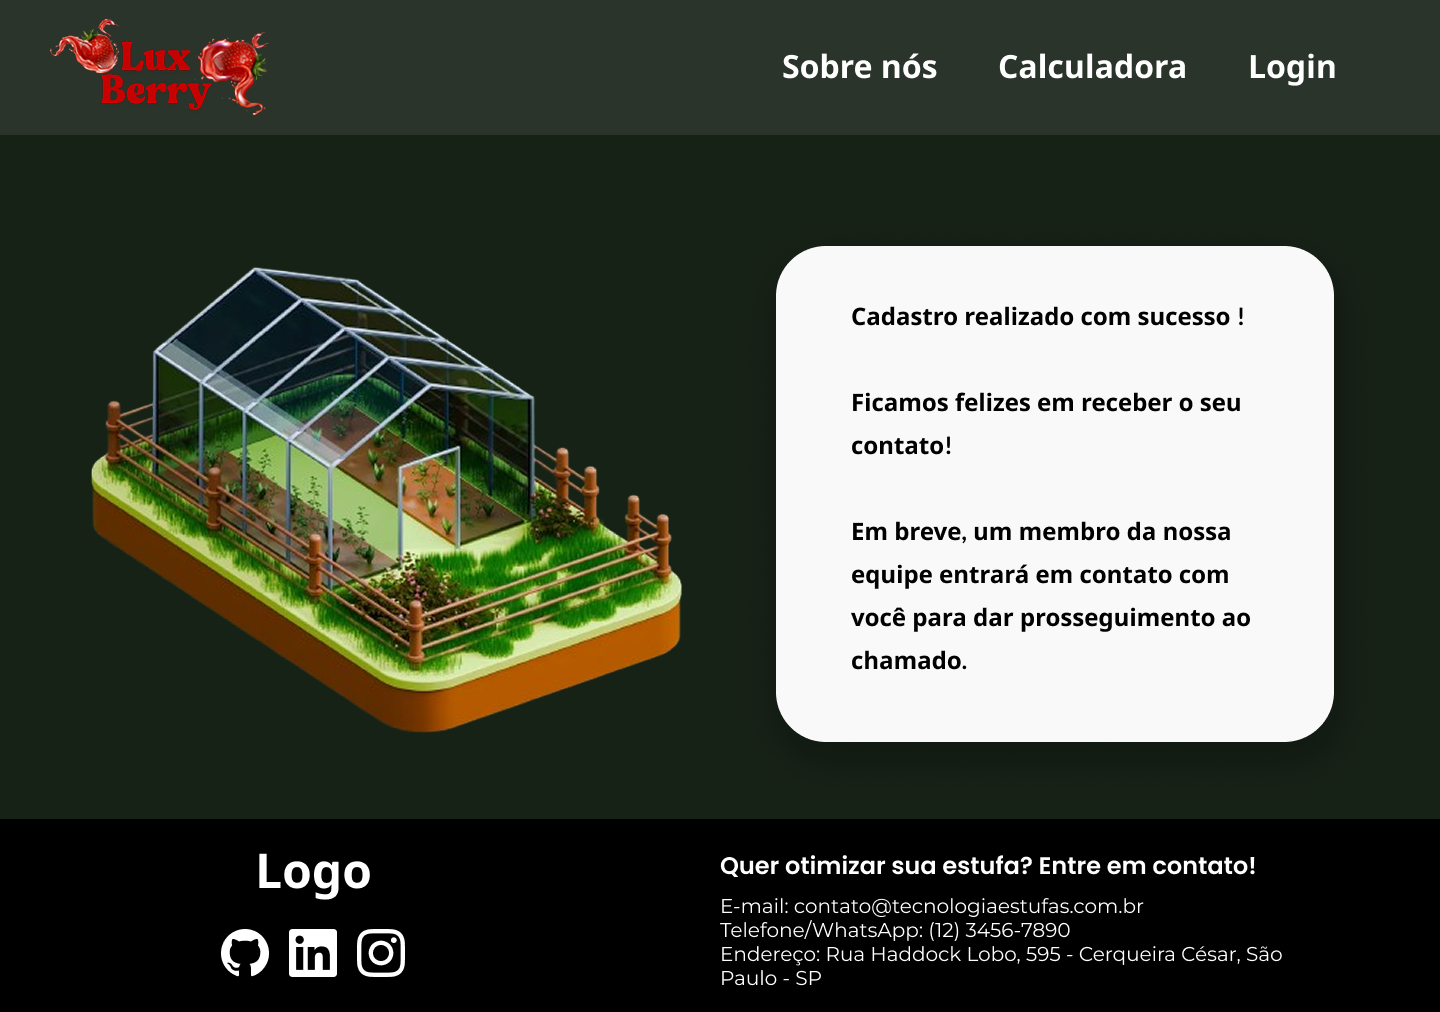 Lux
Berry
Sobre nós
Calculadora
Login
Cadastro realizado com sucesso !
Ficamos felizes em receber o seu
contato!
Em breve, um membro da nossa
equipe entrará em contato com
você para dar prosseguimento ao
chamado.
Logo
Quer otimizar sua estufa? Entre em contato!
E-mail: contato@tecnologiaestufas.com.br
Telefone/WhatsApp: (12) 3456-7890
Endereço: Rua Haddock Lobo, 595 - Cerqueira César, São
Paulo - SP